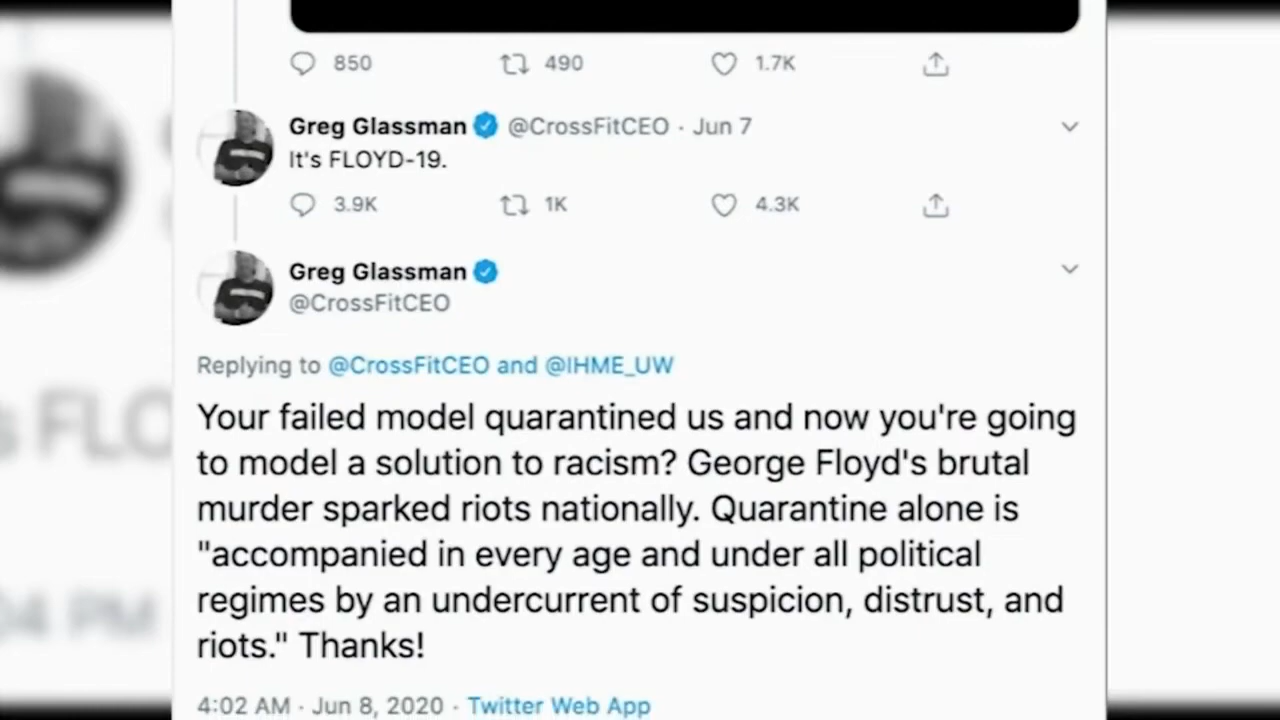 850 490 1.7K
Greg Glassman @CrossFitCEO · Jun 7
It's FLOYD-19.
3.9K 1K 4.3K
Greg Glassman
@CrossFitCEO
Replying to @CrossFitCEO and @IHME_UW
Your failed model quarantined us and now you're going
to model a solution to racism? George Floyd's brutal
murder sparked riots nationally. Quarantine alone is
"accompanied in every age and under all political
regimes by an undercurrent of suspicion, distrust, and
riots." Thanks!
4:02 AM · Jun 8, 2020 · Twitter Web App
s FLO
04 PM